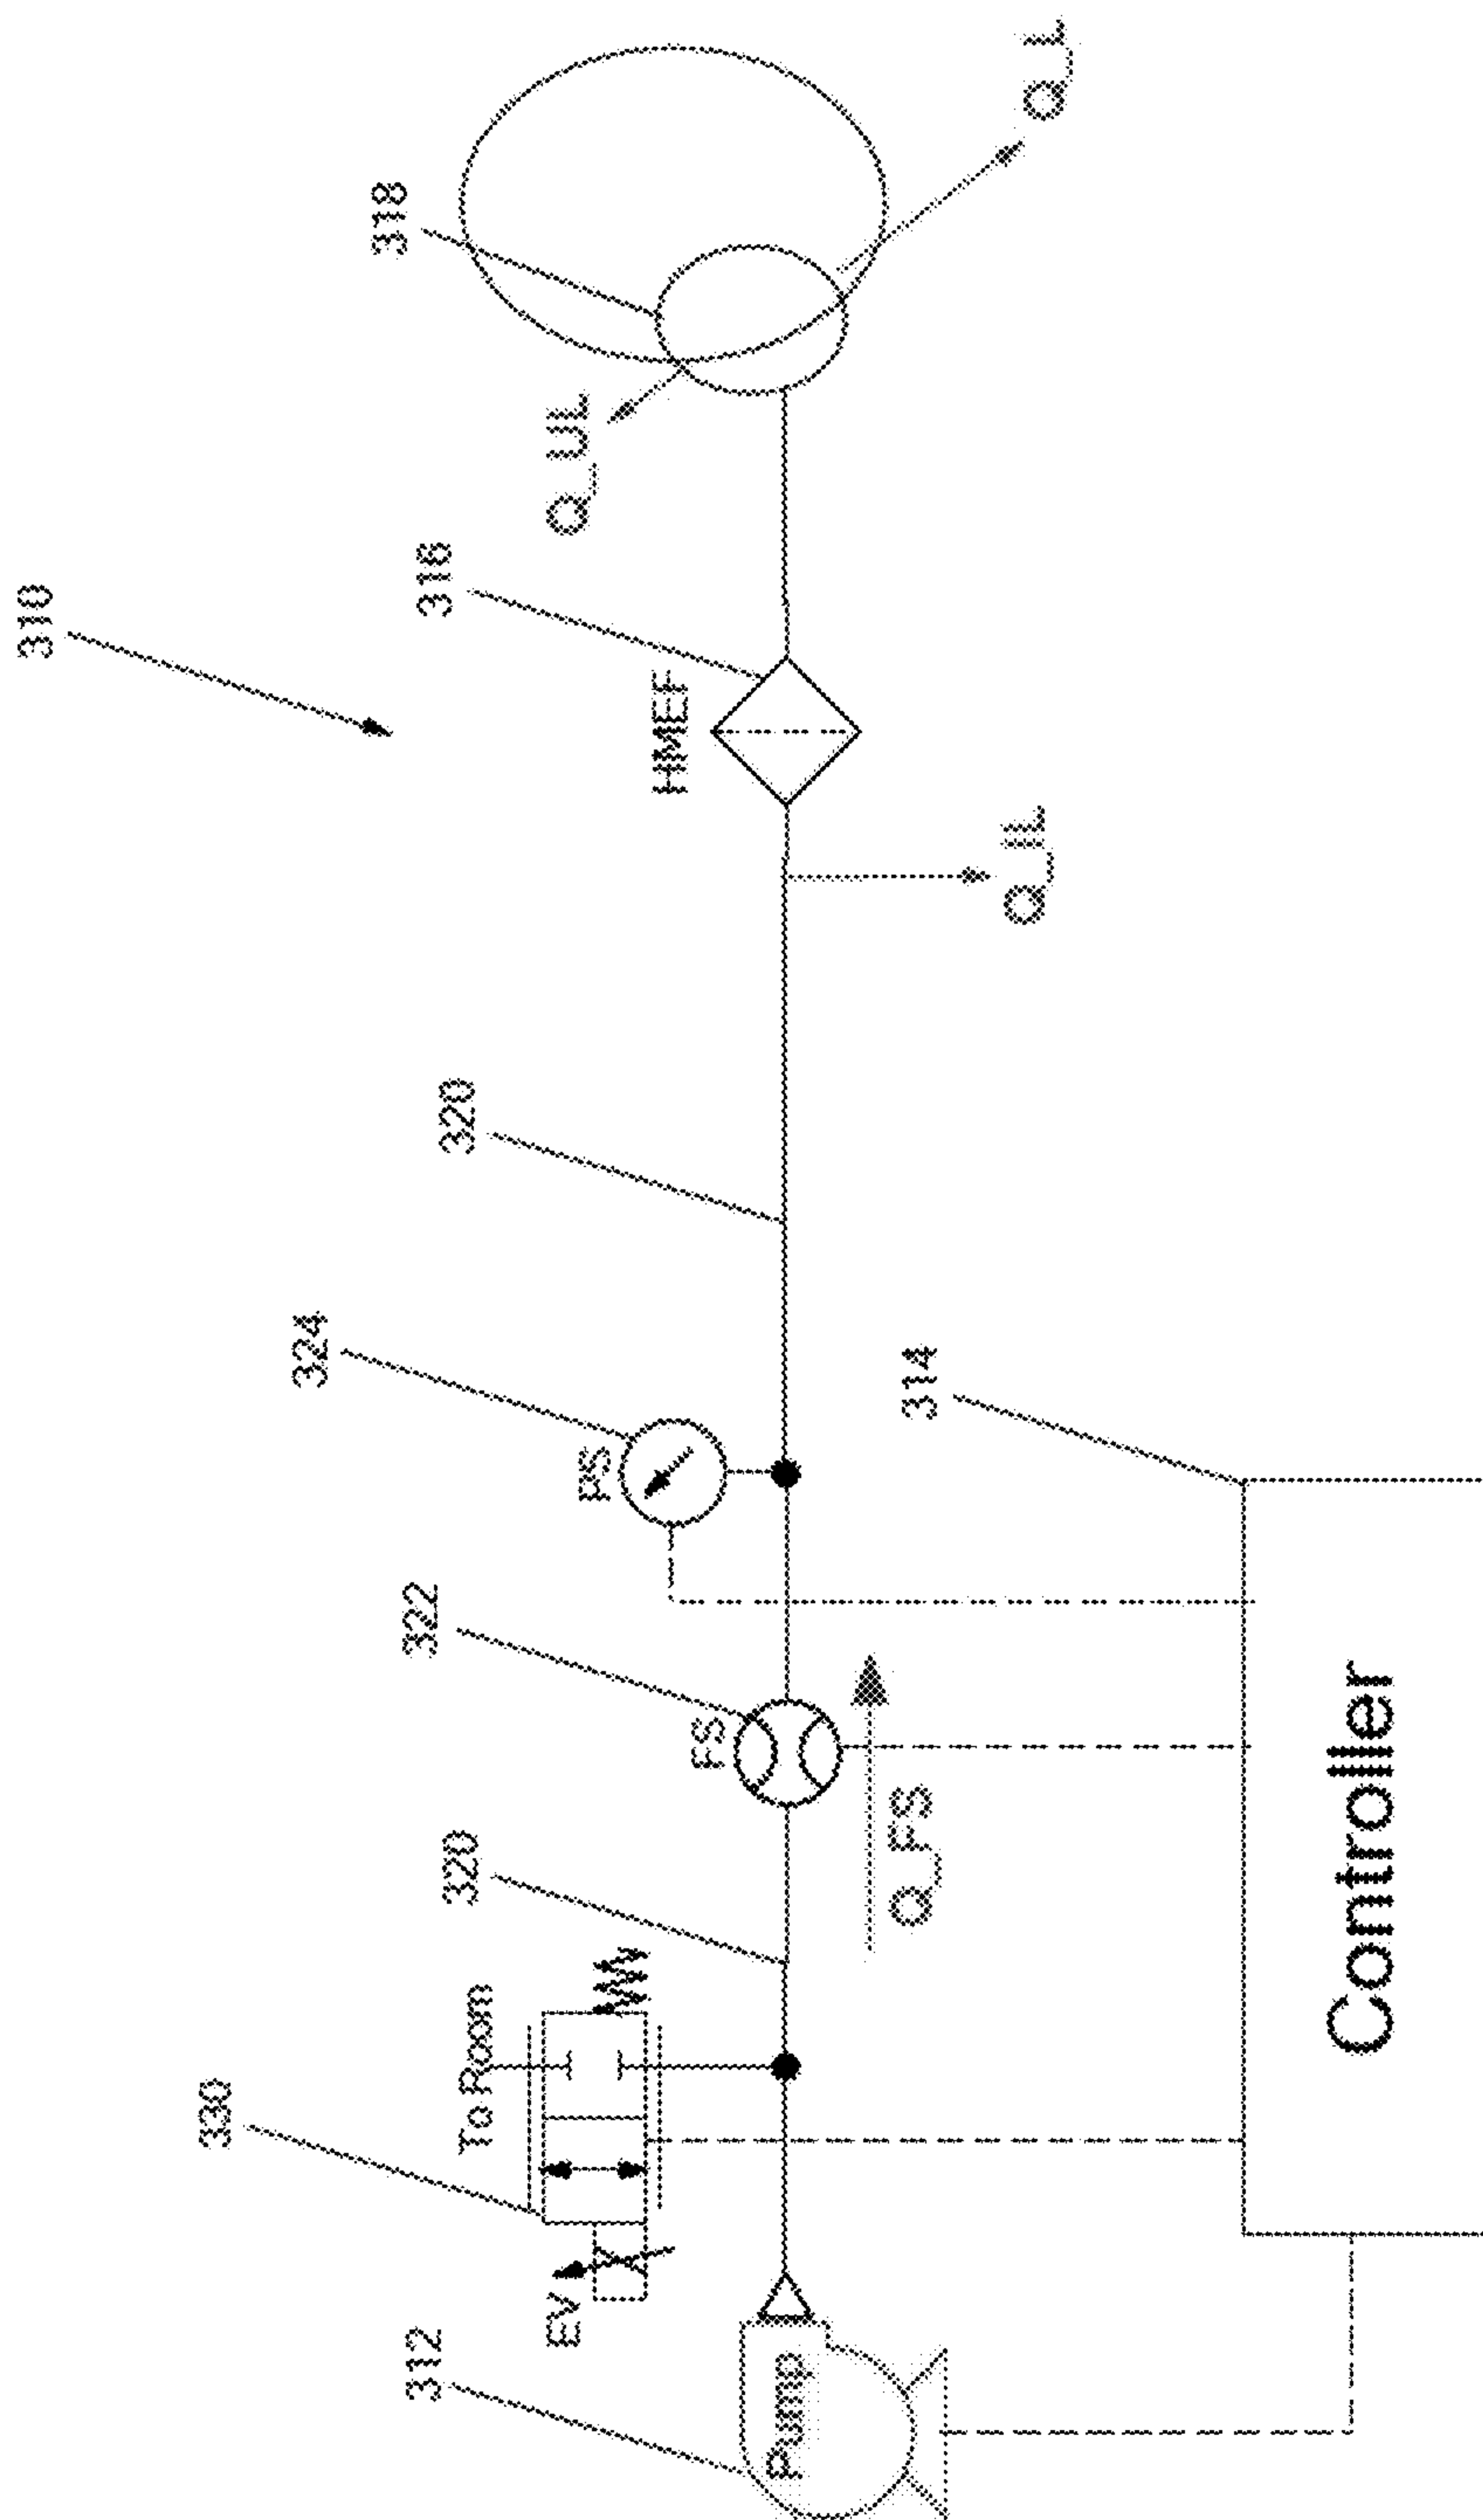 310
318
Q_L
316
Q_UL
HMEF
Q_IL
320
324
PS
322
FS
Q_FS
314
320
330
To Room
EV
312
Pump
Controller